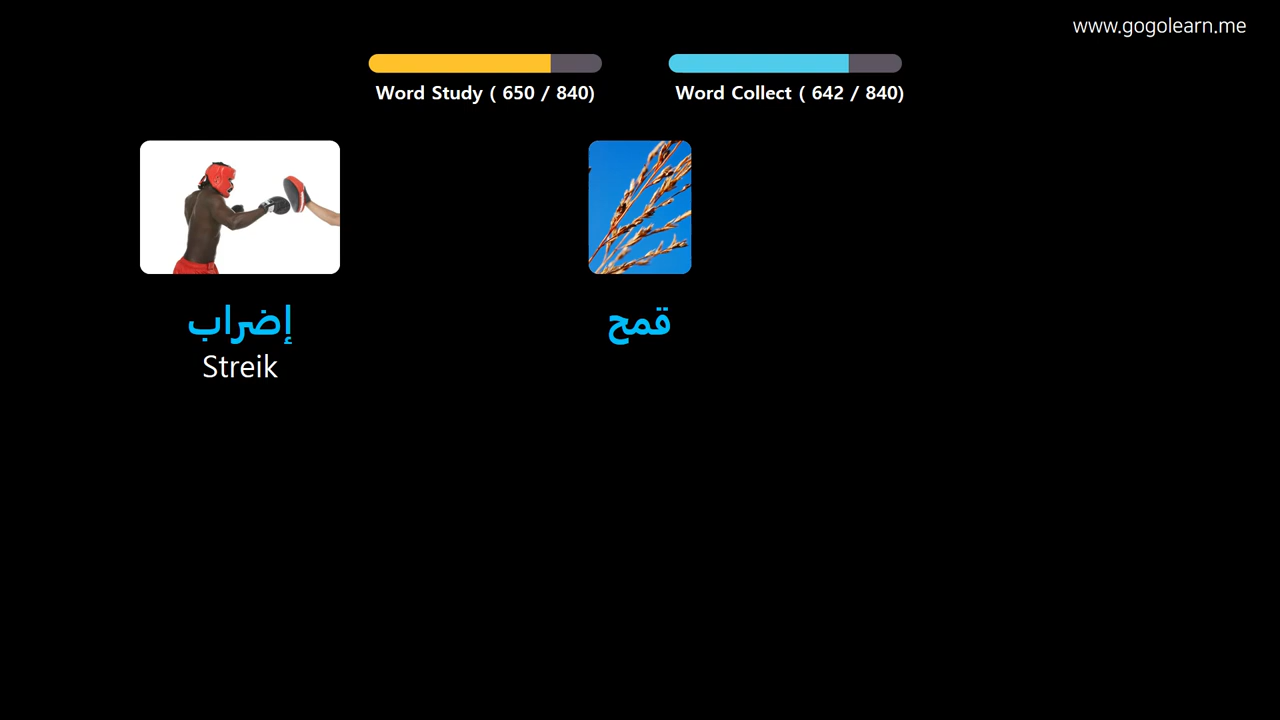 www.gogolearn.me
Word Study ( 650 / 840)
Word Collect ( 642 / 840)
إضراب
Streik
قمح